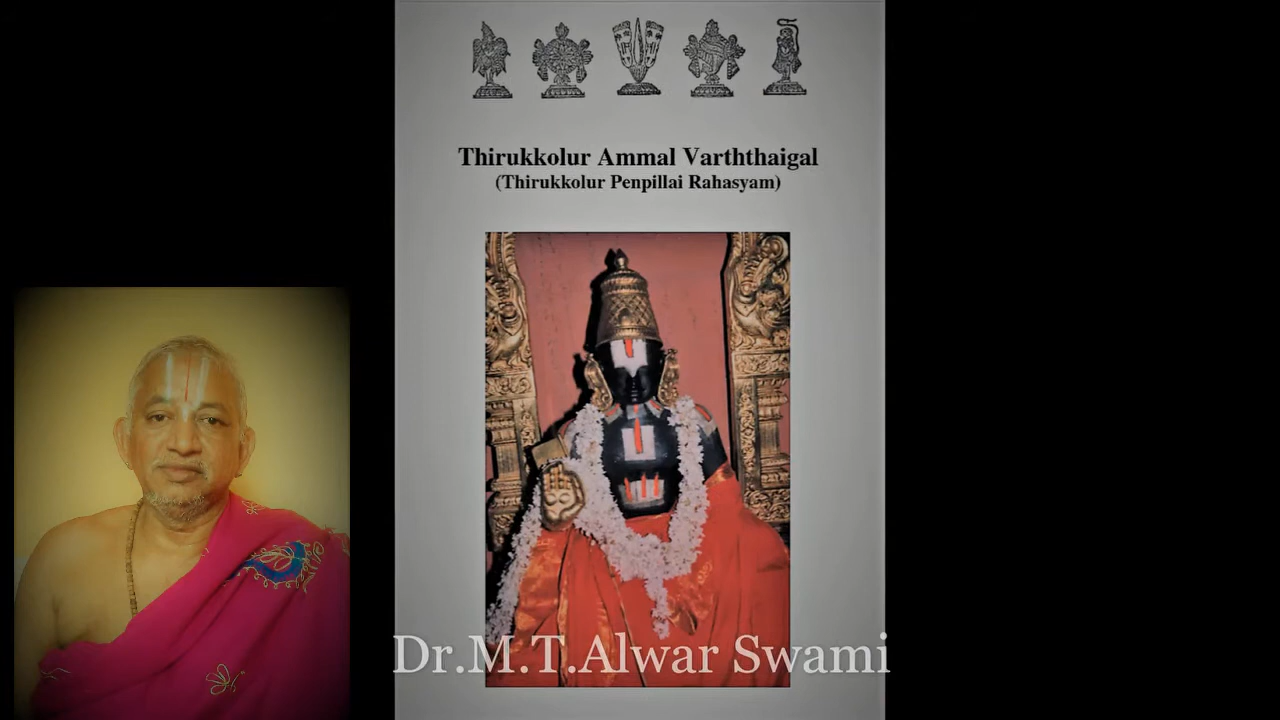 Thirukkolur Ammal Varththaigal
(Thirukkolur Penpillai Rahasyam)
Dr.M.T.Alwar Swami